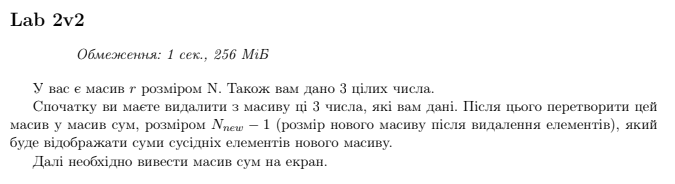 Lab 2v2
Обмеження: 1 сек., 256 МіБ
У вас є масив r розміром N. Також вам дано 3 цілих числа.
Спочатку ви маєте видалити з масиву ці 3 числа, які вам дані. Після цього перетворити цей
масив у масив сум, розміром N_new − 1 (розмір нового масиву після видалення елементів), який
буде відображати суми сусідніх елементів нового масиву.
Далі необхідно вивести масив сум на екран.